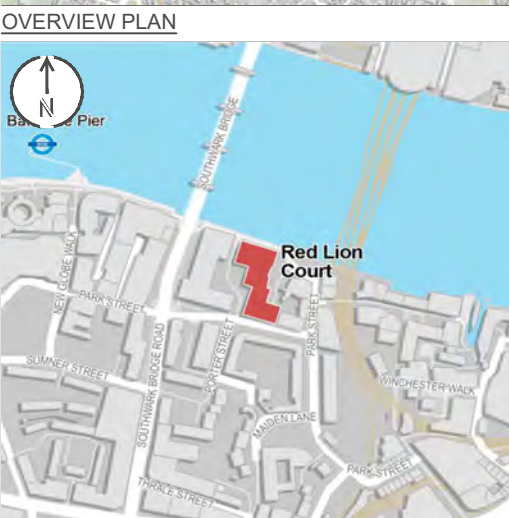 OVERVIEW PLAN
N
Pier
SOUTHWARK BRIDGE
Red Lion
Court
NEW GLOBE WALK
PARK STREET
PARK STREET
SUMNER STREET
SOUTHWARK BRIDGE ROAD
PORTER STREET
WINCHESTER WALK
MAIDEN LANE
PARK STREET
THRALE STREET